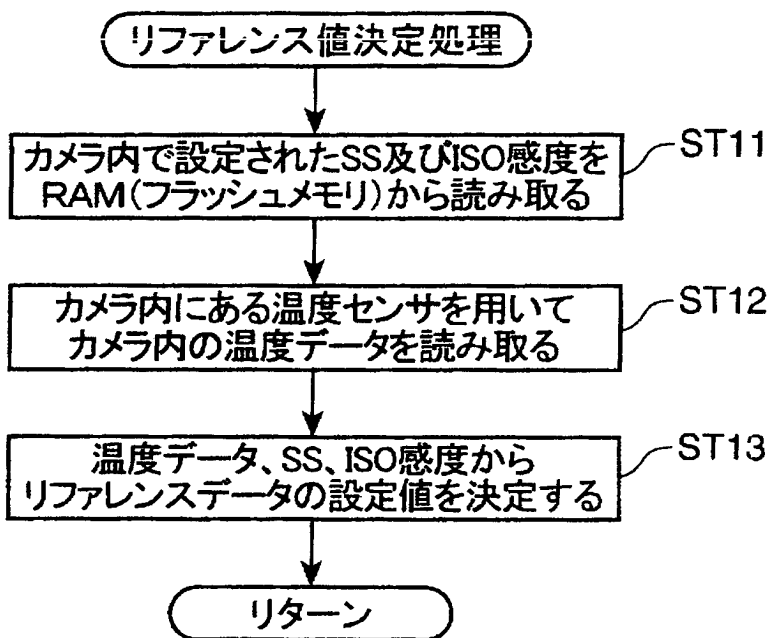 リファレンス値決定処理
カメラ内で設定されたSS及びISO感度を
RAM(フラッシュメモリ)から読み取る
ST11
カメラ内にある温度センサを用いて
カメラ内の温度データを読み取る
ST12
温度データ、SS、ISO感度から
リファレンスデータの設定値を決定する
ST13
リターン